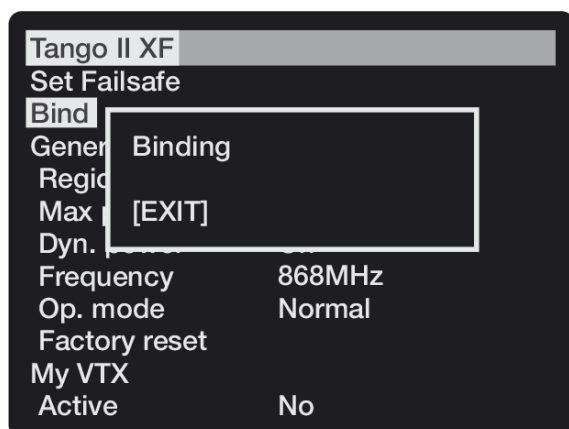 Tango II XF
Set Failsafe
Bind
Gener
Binding
Regio
Max
[EXIT]
Dyn.
Frequency 868MHz
Op. mode Normal
Factory reset
My VTX
Active No